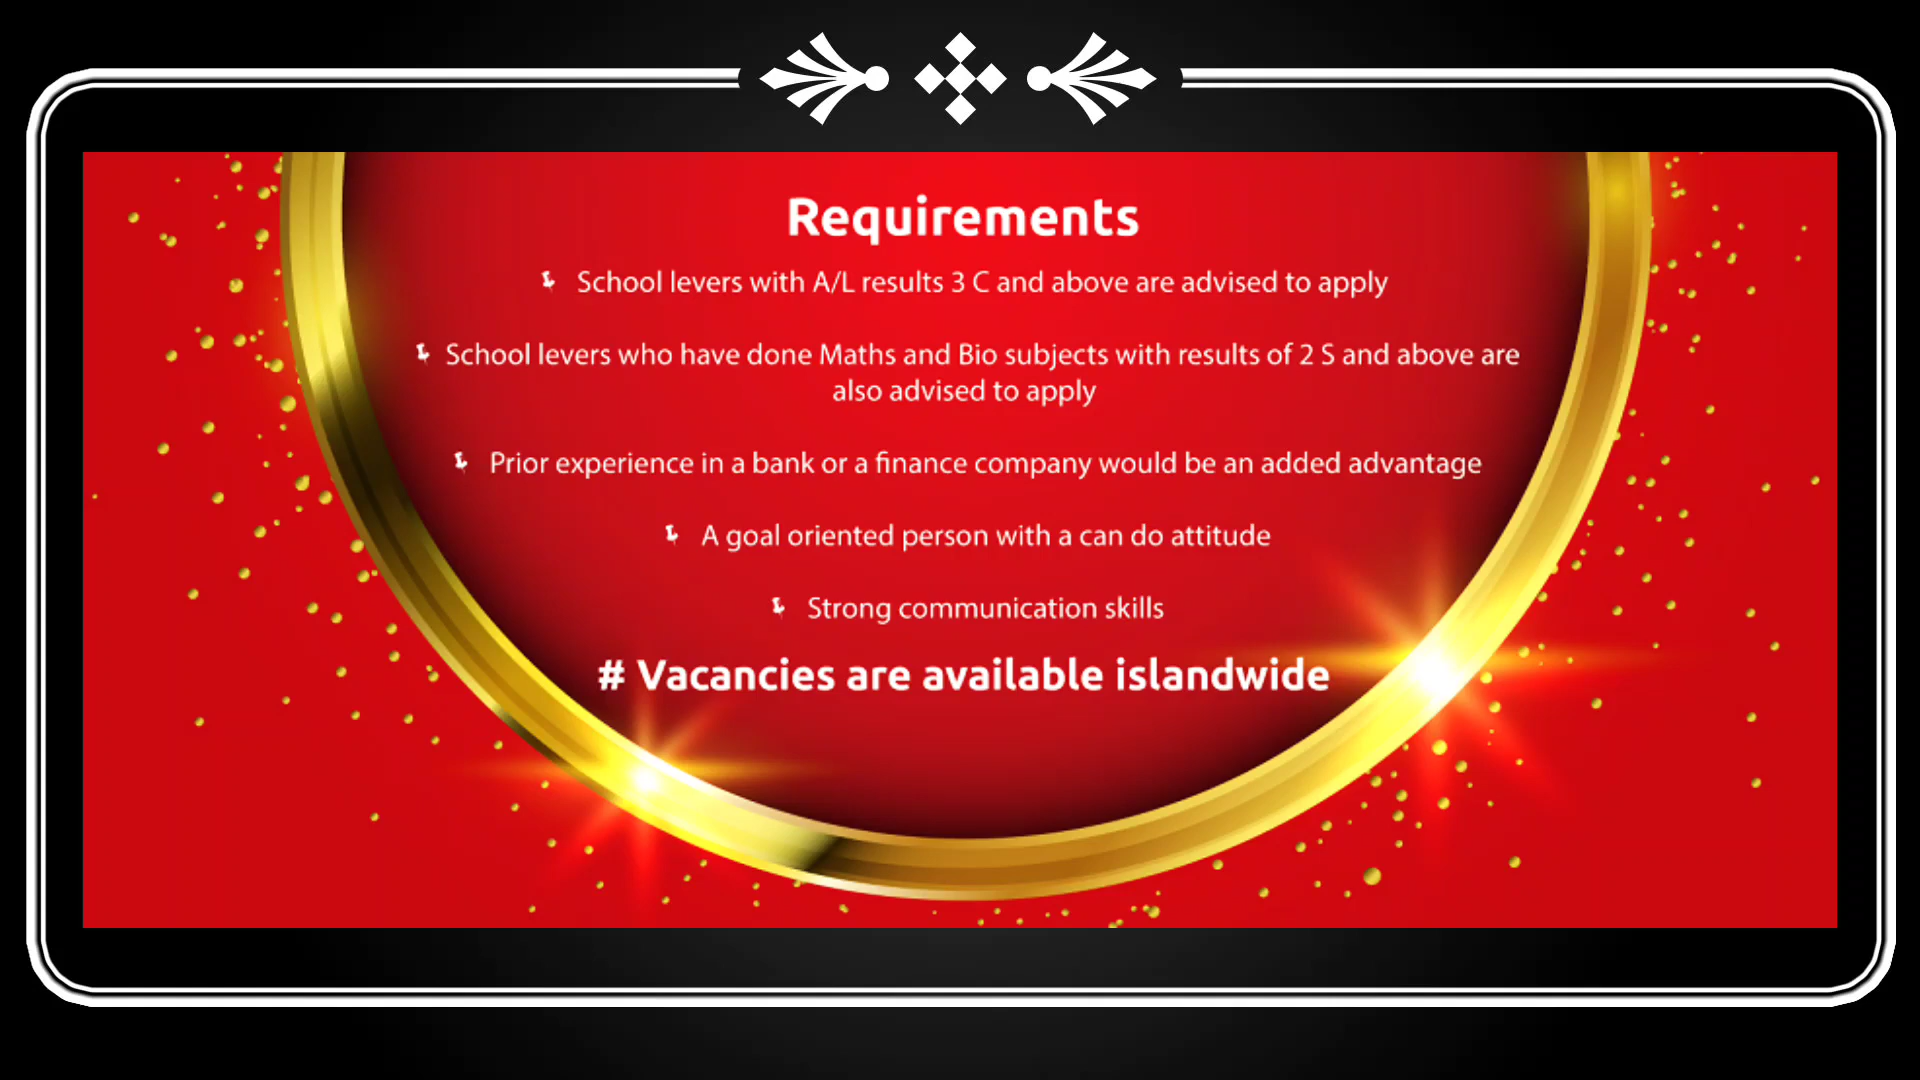 Requirements
School levers with A/L results 3 C and above are advised to apply
School levers who have done Maths and Bio subjects with results of 2 S and above are
also advised to apply
Prior experience in a bank or a finance company would be an added advantage
A goal oriented person with a can do attitude
Strong communication skills
# Vacancies are available islandwide